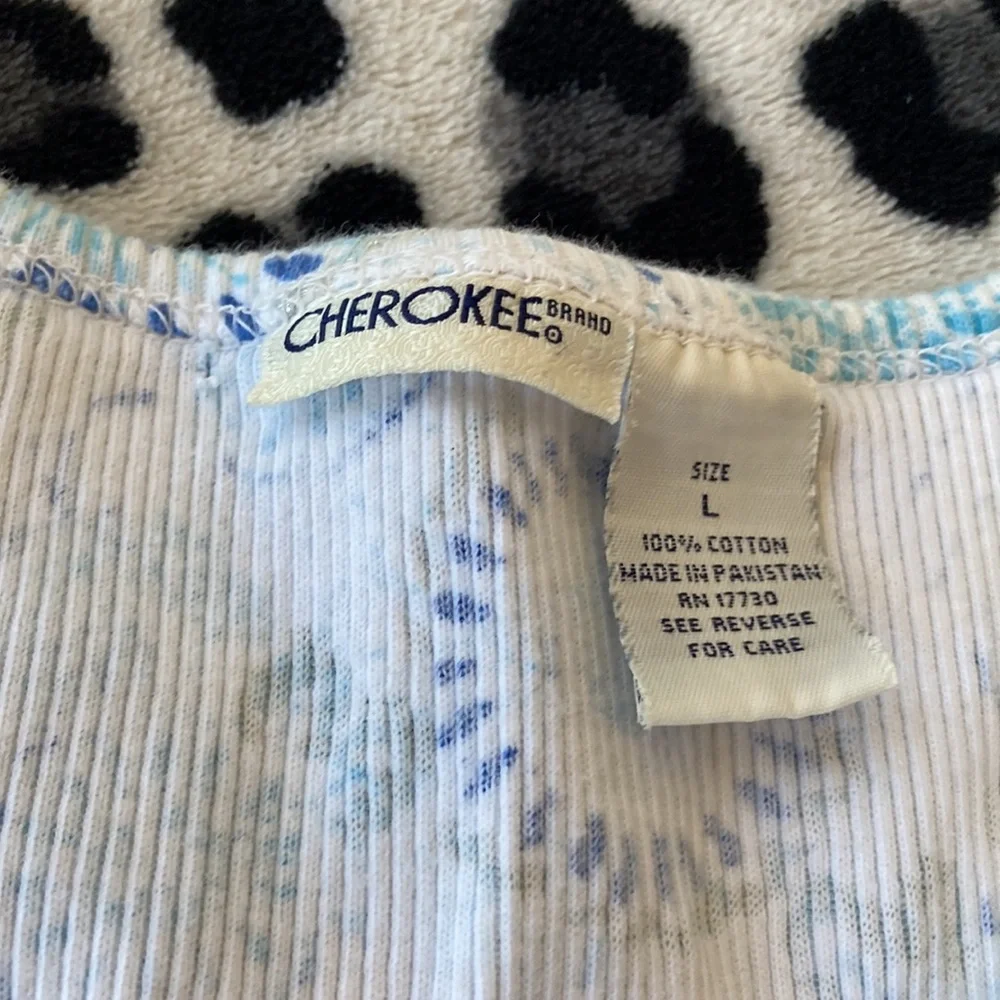 CHEROKEE BRAND
SIZE
L
100% COTTON
MADE IN PAKISTAN
RN 17730
SEE REVERSE
FOR CARE